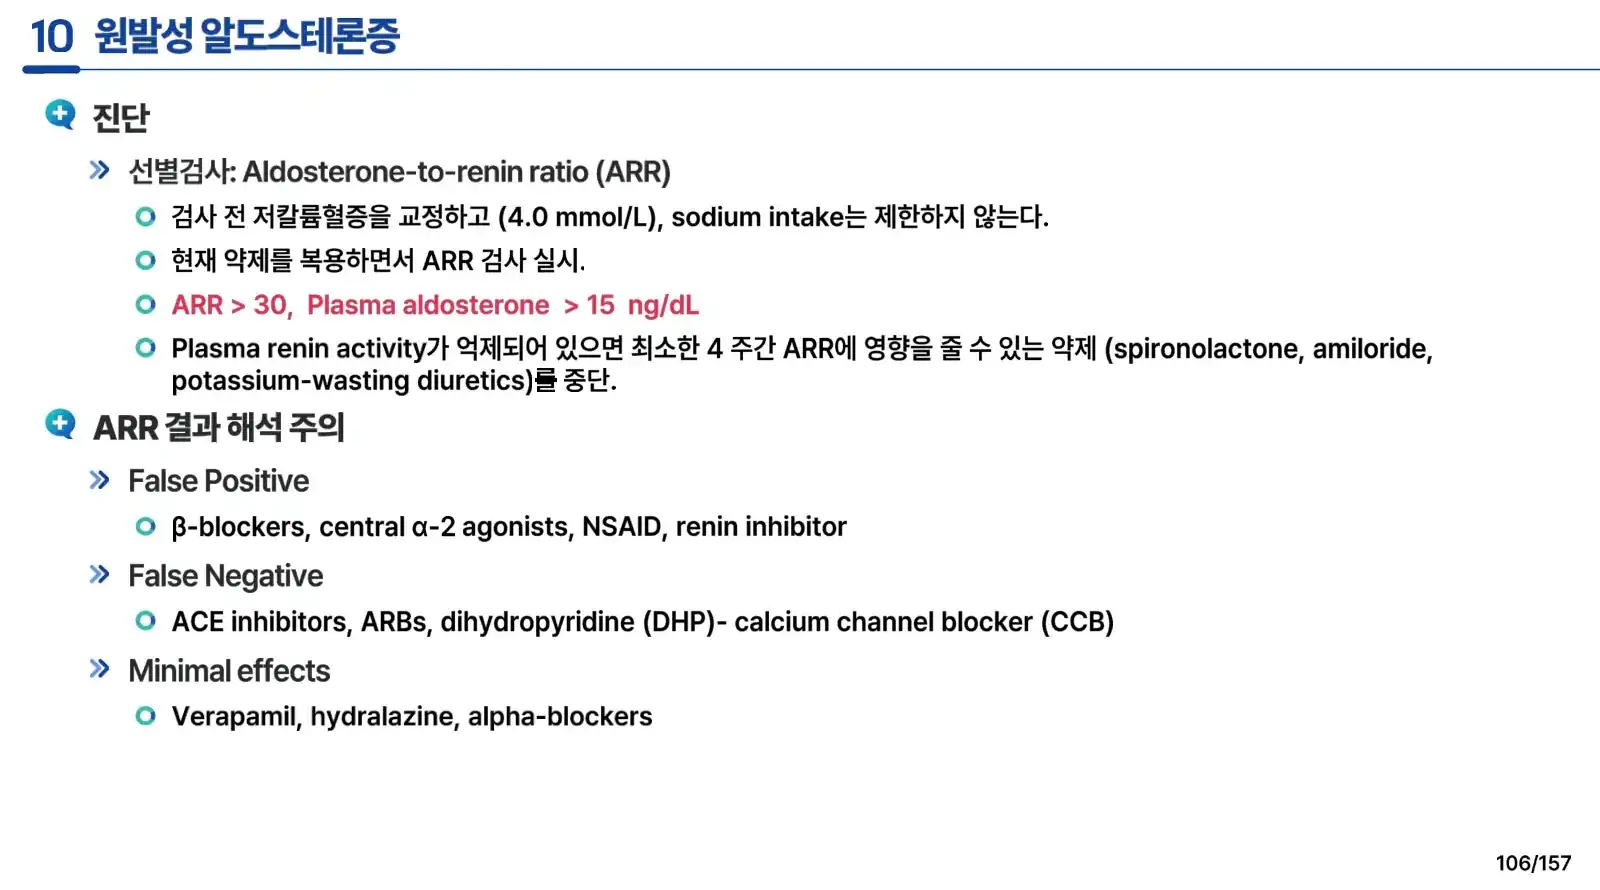 10 원발성 알도스테론증
진단
선별검사: Aldosterone-to-renin ratio (ARR)
검사 전 저칼륨혈증을 교정하고 (4.0 mmol/L), sodium intake는 제한하지 않는다.
현재 약제를 복용하면서 ARR 검사 실시.
ARR > 30, Plasma aldosterone > 15 ng/dL
Plasma renin activity가 억제되어 있으면 최소한 4 주간 ARR에 영향을 줄 수 있는 약제 (spironolactone, amiloride,
potassium-wasting diuretics)를 중단.
ARR 결과 해석 주의
False Positive
β-blockers, central α-2 agonists, NSAID, renin inhibitor
False Negative
ACE inhibitors, ARBs, dihydropyridine (DHP)- calcium channel blocker (CCB)
Minimal effects
Verapamil, hydralazine, alpha-blockers
106/157